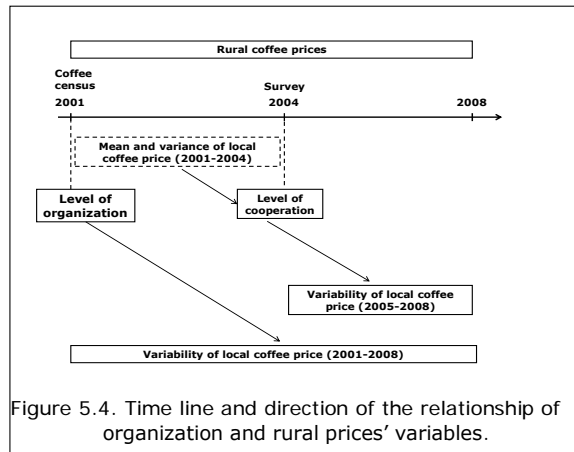 Rural coffee prices
Coffee
census
2001
Survey
2004
2008
Mean and variance of local
coffee price (2001-2004)
Level of
organization
Level of
cooperation
Variability of local coffee
price (2005-2008)
Variability of local coffee price (2001-2008)
Figure 5.4. Time line and direction of the relationship of
organization and rural prices’ variables.